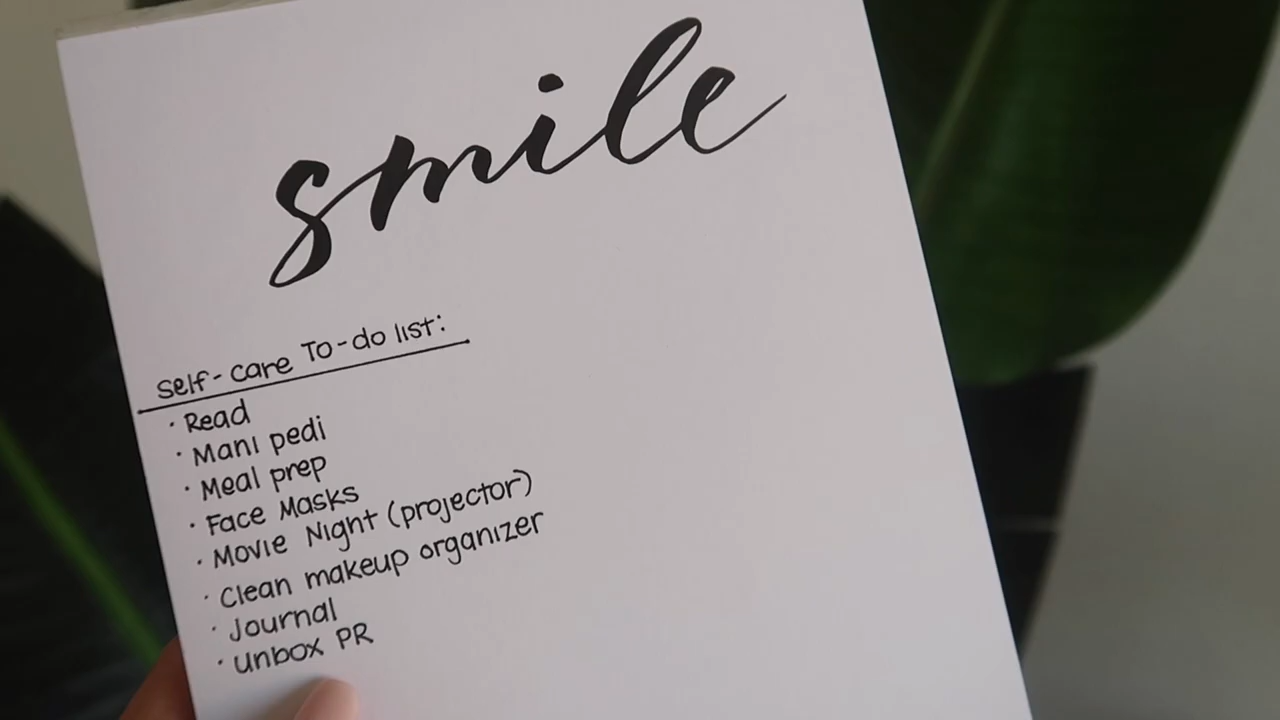 smile
self-care To-do list:
· Read
· Mani pedi
· Meal prep
· Face Masks
· Movie Night (projector)
· Clean makeup organizer
· Journal
· unbox PR